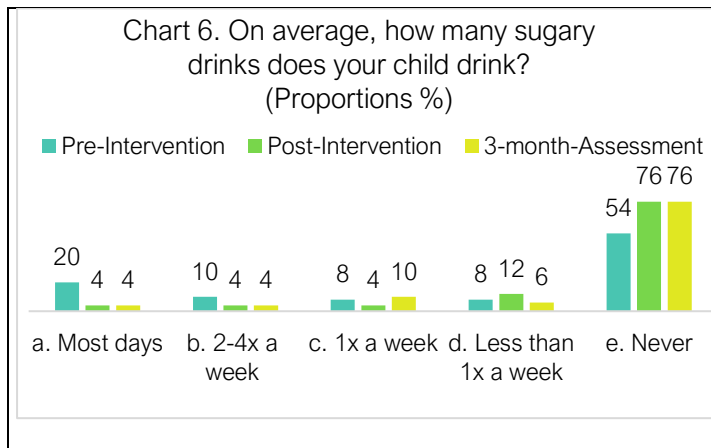 Chart 6. On average, how many sugary
drinks does your child drink?
(Proportions %)
Pre-Intervention Post-Intervention 3-month-Assessment
20 4 4 10 4 4 8 4 10 8 12 6 54 76 76
a. Most days b. 2-4x a c. 1x a week d. Less than e. Never
week 1x a week